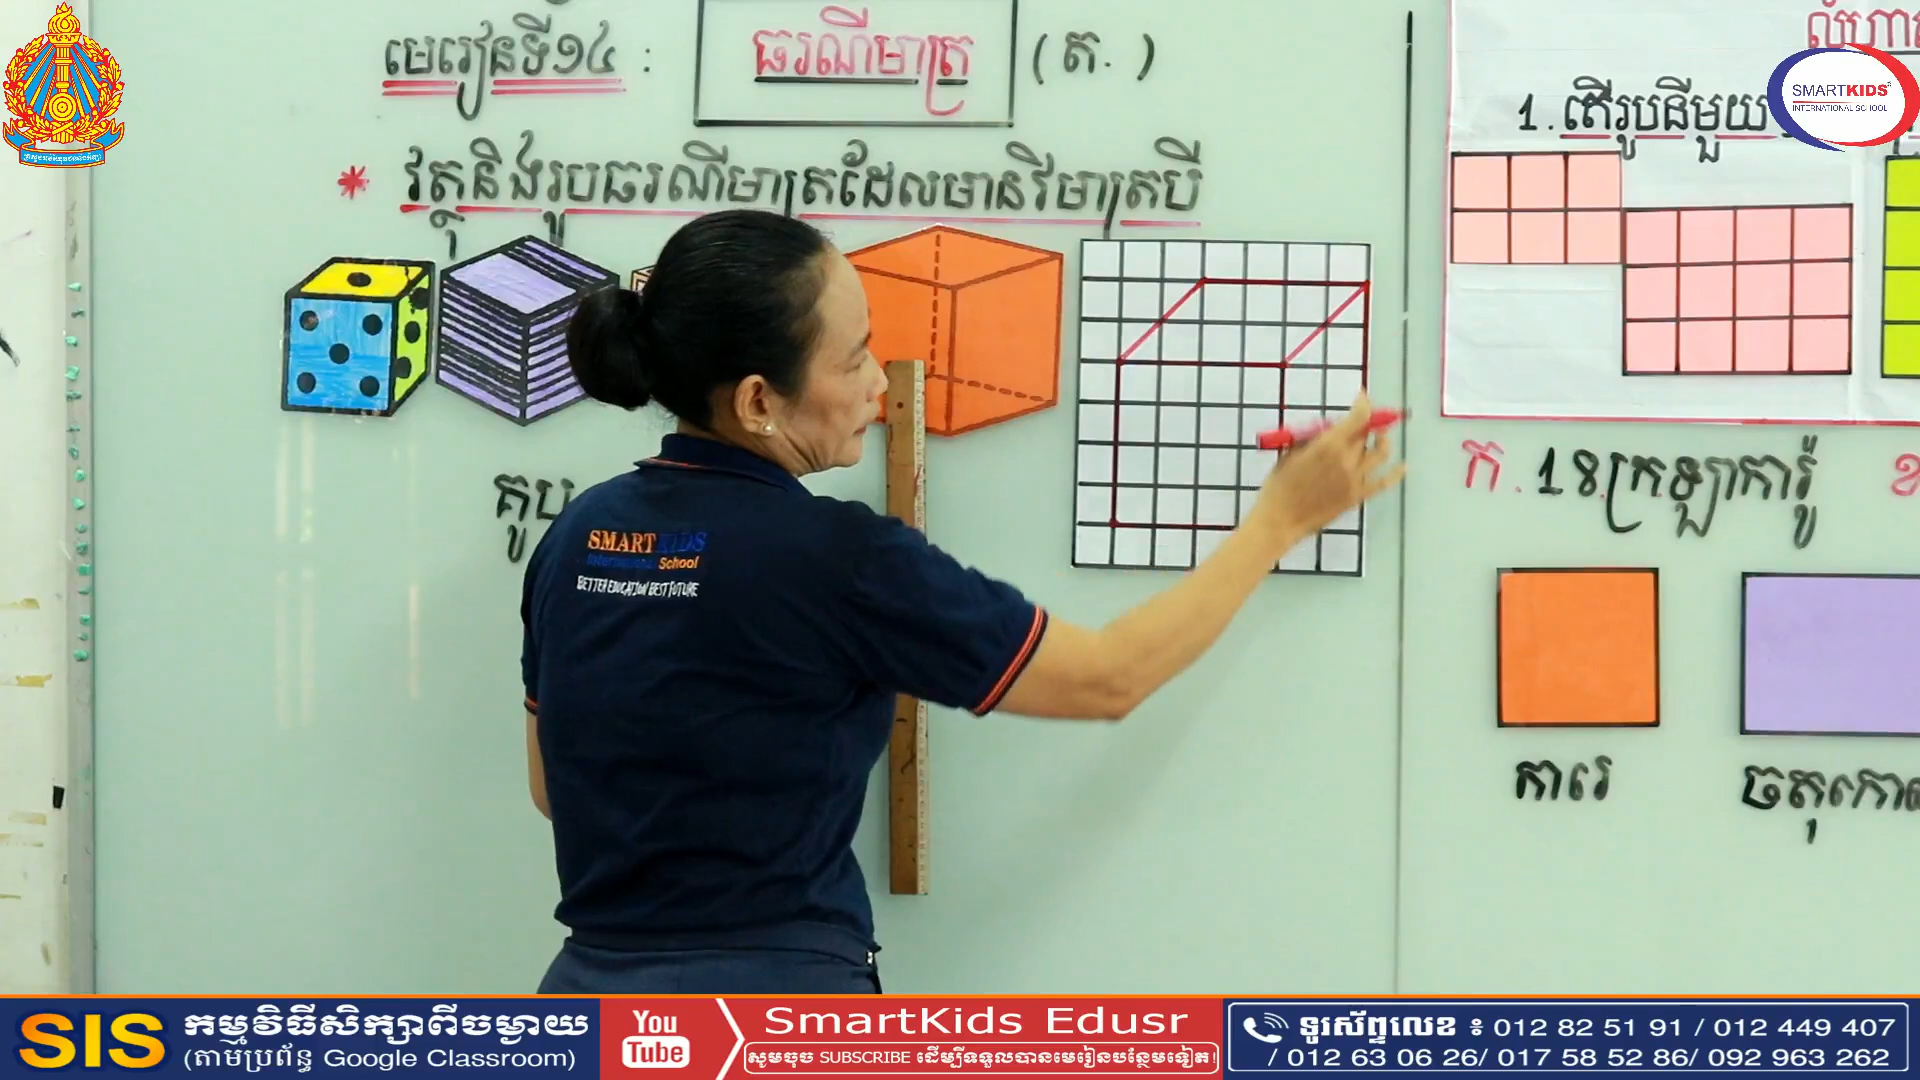 មេរៀនទី១៤ : ធរណីមាត្រ (ត. )
* វត្ថុនិងរូបធរណីមាត្រដែលមានវិមាត្របី
គូប
1. តើរូបនីមួយ
ក. 18 ក្រឡាការ៉ូ
ការេ
SMARTKIDS
INTERNATIONAL SCHOOL
SMARTKIDS
International School
BETTER EDUCATION BEST FUTURE
SIS កម្មវិធីសិក្សាពីចម្ងាយ
(តាមប្រព័ន្ធ Google Classroom)
You Tube
SmartKids Edusr
សូមចុច SUBSCRIBE ដើម្បីទទួលបានមេរៀនបន្ថែមទៀត!
ទូរស័ព្ទលេខ ៖ 012 82 51 91 / 012 449 407
/ 012 63 06 26/ 017 58 52 86/ 092 963 262